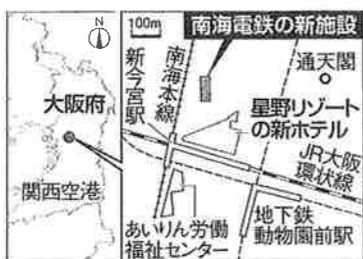 N
大阪府
関西空港
100m
南海電鉄の新施設
新今宮駅
南海本線
通天閣
星野リゾート
の新ホテル
JR大阪
環状線
あいりん労働
福祉センター
地下鉄
動物園前駅